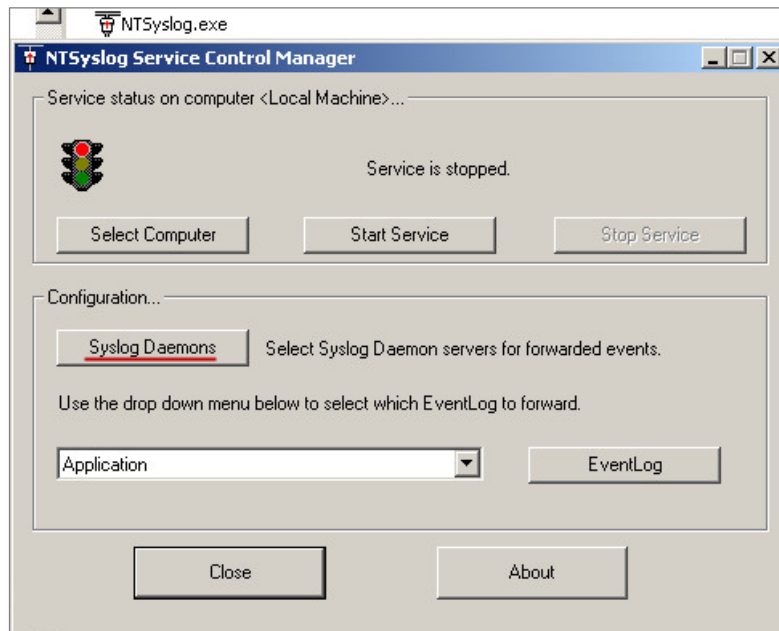 NTSyslog.exe
NTSyslog Service Control Manager
Service status on computer <Local Machine>...
Service is stopped.
Select Computer Start Service Stop Service
Configuration...
Syslog Daemons Select Syslog Daemon servers for forwarded events.
Use the drop down menu below to select which EventLog to forward.
Application EventLog
Close About